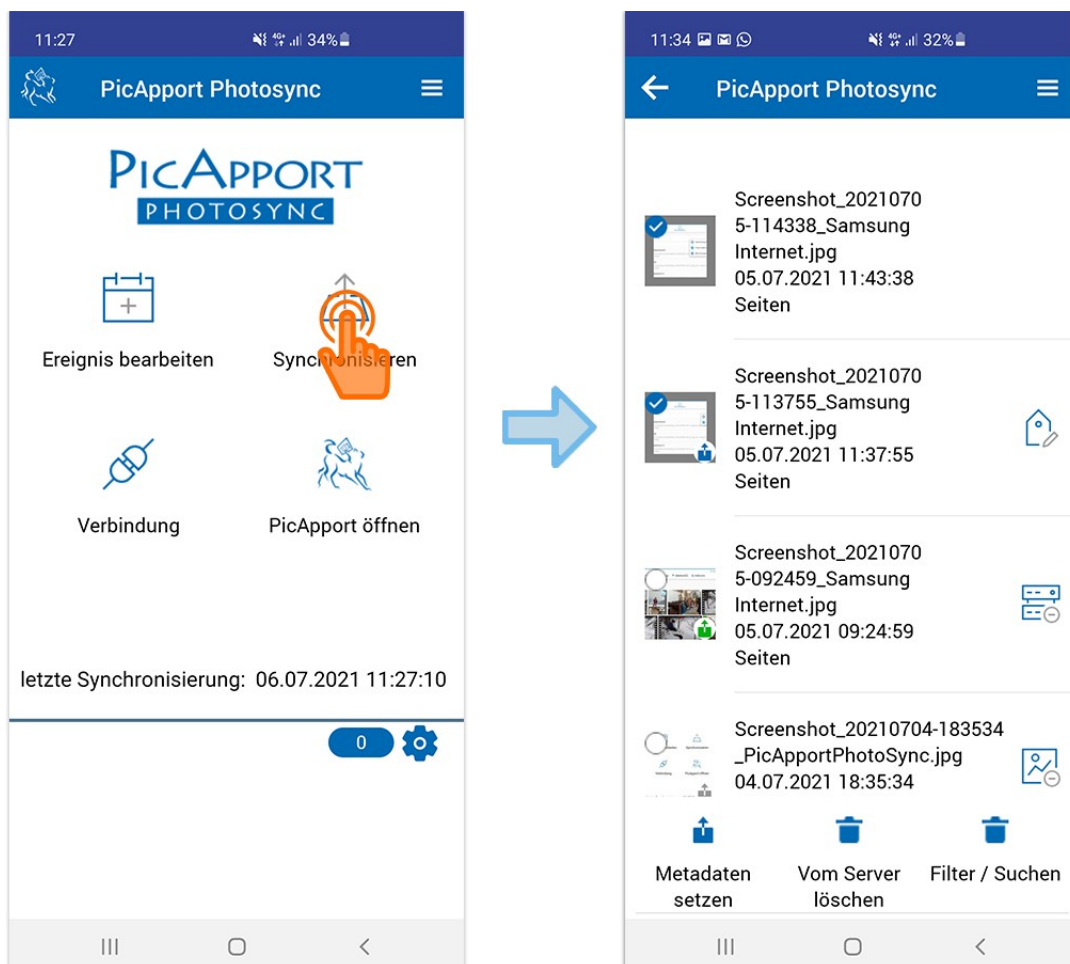 11:27
4G+
34%
PicApport Photosync
PICAPPORT
PHOTOSYNC
Ereignis bearbeiten
Synchronisieren
Verbindung
PicApport öffnen
letzte Synchronisierung: 06.07.2021 11:27:10
0
11:34
4G+
32%
PicApport Photosync
Screenshot_2021070
5-114338_Samsung
Internet.jpg
05.07.2021 11:43:38
Seiten
Screenshot_2021070
5-113755_Samsung
Internet.jpg
05.07.2021 11:37:55
Seiten
Screenshot_2021070
5-092459_Samsung
Internet.jpg
05.07.2021 09:24:59
Seiten
Screenshot_20210704-183534
_PicApportPhotoSync.jpg
04.07.2021 18:35:34
Metadaten
setzen
Vom Server
löschen
Filter / Suchen